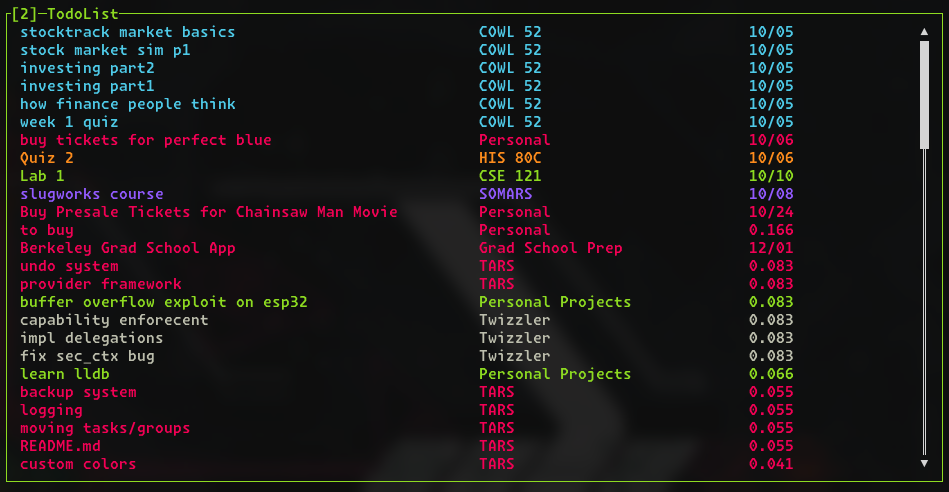 [2]-TodoList
stocktrack market basics COWL 52 10/05
stock market sim p1 COWL 52 10/05
investing part2 COWL 52 10/05
investing part1 COWL 52 10/05
how finance people think COWL 52 10/05
week 1 quiz COWL 52 10/05
buy tickets for perfect blue Personal 10/06
Quiz 2 HIS 80C 10/06
Lab 1 CSE 121 10/10
slugworks course SOMARS 10/08
Buy Presale Tickets for Chainsaw Man Movie Personal 10/24
to buy Personal 0.166
Berkeley Grad School App Grad School Prep 12/01
undo system TARS 0.083
provider framework TARS 0.083
buffer overflow exploit on esp32 Personal Projects 0.083
capability enforecent Twizzler 0.083
impl delegations Twizzler 0.083
fix sec_ctx bug Twizzler 0.083
learn lldb Personal Projects 0.066
backup system TARS 0.055
logging TARS 0.055
moving tasks/groups TARS 0.055
README.md TARS 0.055
custom colors TARS 0.041